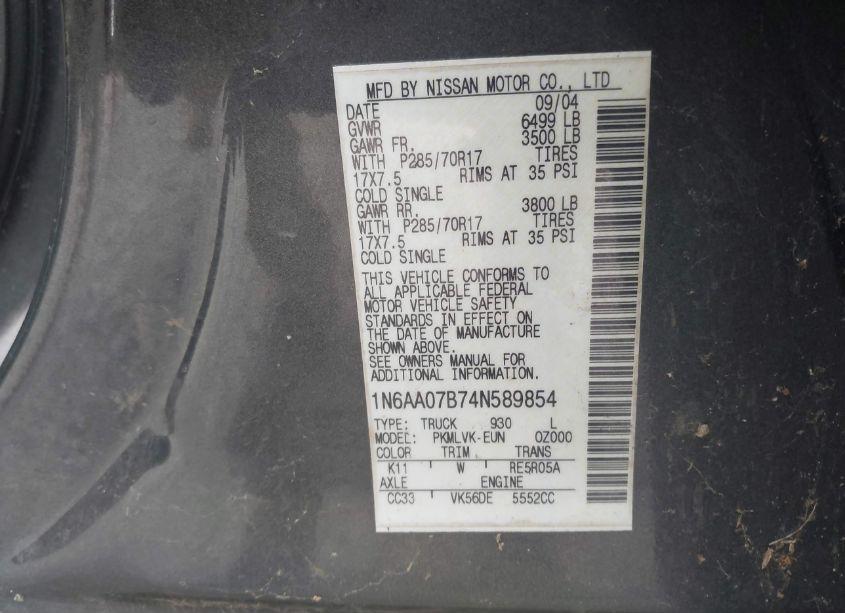 MFD BY NISSAN MOTOR CO., LTD
DATE 09/04
GVWR 6499 LB
GAWR FR. 3500 LB
WITH P285/70R17 TIRES
17X7.5 RIMS AT 35 PSI
COLD SINGLE
GAWR RR. 3800 LB
WITH P285/70R17 TIRES
17X7.5 RIMS AT 35 PSI
COLD SINGLE
THIS VEHICLE CONFORMS TO
ALL APPLICABLE FEDERAL
MOTOR VEHICLE SAFETY
STANDARDS IN EFFECT ON
THE DATE OF MANUFACTURE
SHOWN ABOVE.
SEE OWNERS MANUAL FOR
ADDITIONAL INFORMATION.
1N6AA07B74N589854
TYPE: TRUCK 930 L
MODEL: PKMLVK-EUN 0Z000
COLOR TRIM TRANS
K11 W RE5R05A
AXLE ENGINE
CC33 VK56DE 5552CC